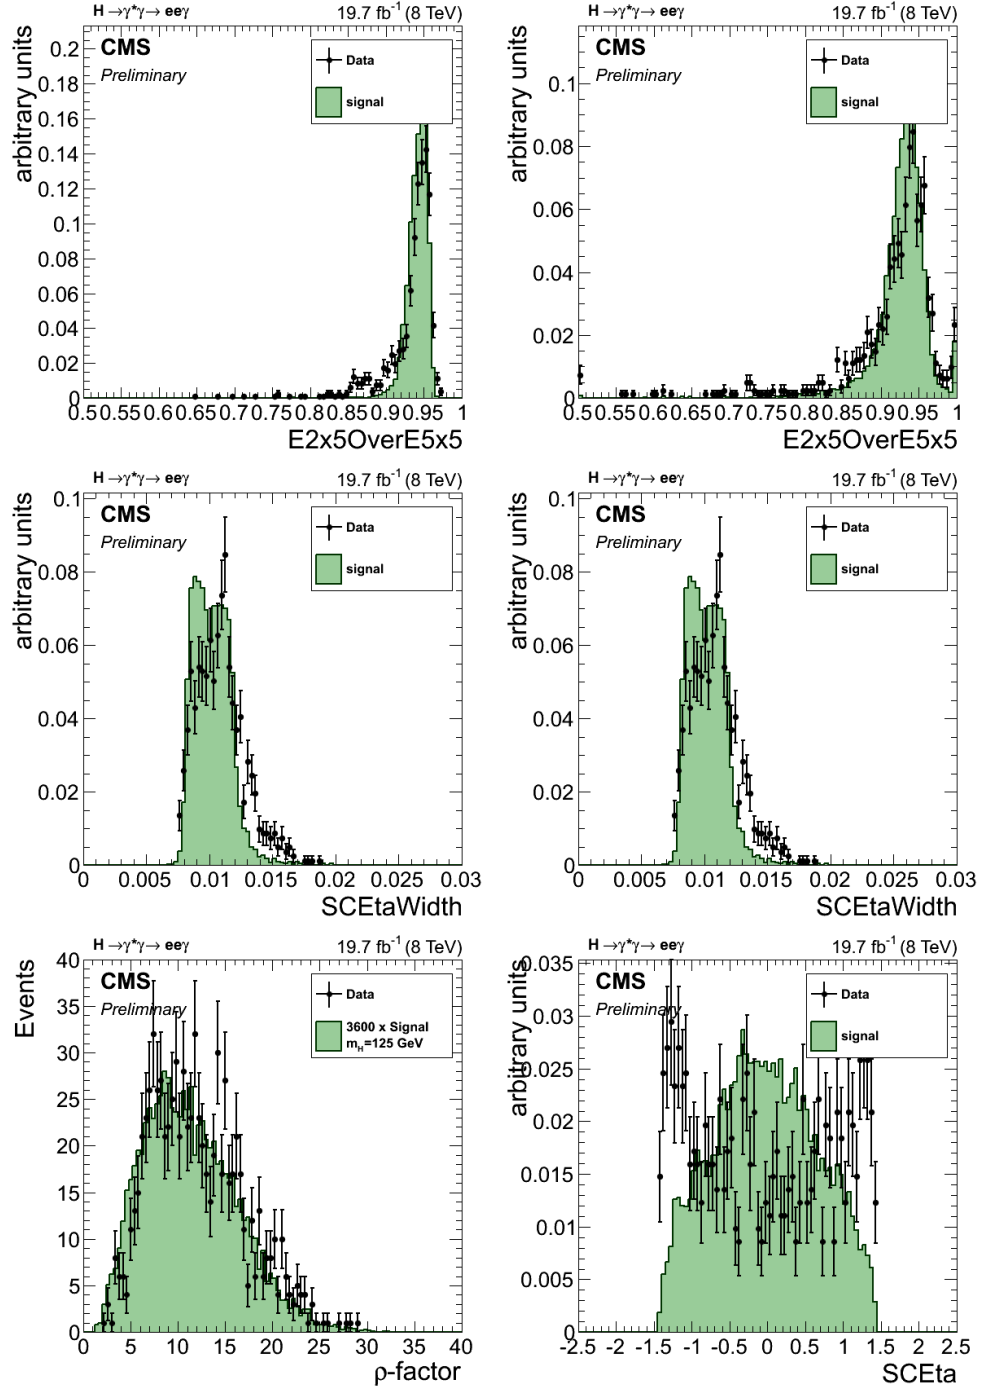 H →γ*γ→ eeγ 19.7 fb-1 (8 TeV)
arbitrary units
CMS
Preliminary
Data
signal
0.2
0.18
0.16
0.14
0.12
0.1
0.08
0.06
0.04
0.02
0
0.5 0.55 0.6 0.65 0.7 0.75 0.8 0.85 0.9 0.95 1
E2x5OverE5x5
H →γ*γ→ eeγ 19.7 fb-1 (8 TeV)
arbitrary units
CMS
Preliminary
Data
signal
0.1
0.08
0.06
0.04
0.02
0
0.5 0.55 0.6 0.65 0.7 0.75 0.8 0.85 0.9 0.95 1
E2x5OverE5x5
H →γ*γ→ eeγ 19.7 fb-1 (8 TeV)
arbitrary units
CMS
Preliminary
Data
signal
0.1
0.08
0.06
0.04
0.02
0
0 0.005 0.01 0.015 0.02 0.025 0.03
SCEtaWidth
H →γ*γ→ eeγ 19.7 fb-1 (8 TeV)
arbitrary units
CMS
Preliminary
Data
signal
0.1
0.08
0.06
0.04
0.02
0
0 0.005 0.01 0.015 0.02 0.025 0.03
SCEtaWidth
H →γ*γ→ eeγ 19.7 fb-1 (8 TeV)
Events
CMS
Preliminary
Data
3600 x Signal
mH=125 GeV
40
35
30
25
20
15
10
5
0
0 5 10 15 20 25 30 35 40
ρ-factor
H →γ*γ→ eeγ 19.7 fb-1 (8 TeV)
arbitrary units
CMS
Preliminary
Data
signal
0.035
0.03
0.025
0.02
0.015
0.01
0.005
0
-2.5 -2 -1.5 -1 -0.5 0 0.5 1 1.5 2 2.5
SCEta